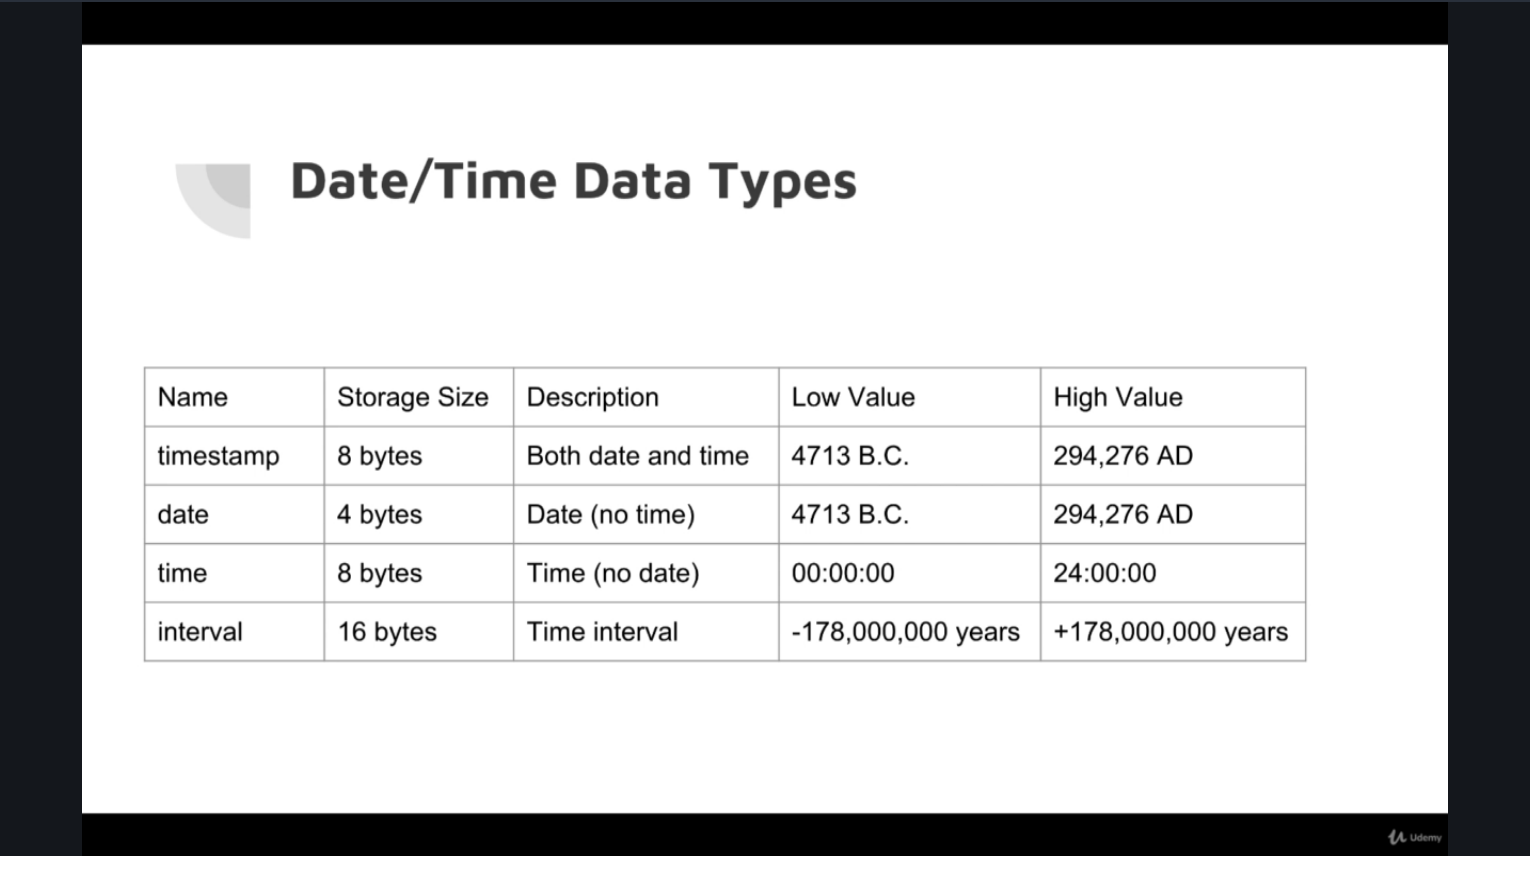 Date/Time Data Types
Name Storage Size Description Low Value High Value
timestamp 8 bytes Both date and time 4713 B.C. 294,276 AD
date 4 bytes Date (no time) 4713 B.C. 294,276 AD
time 8 bytes Time (no date) 00:00:00 24:00:00
interval 16 bytes Time interval -178,000,000 years +178,000,000 years
Udemy